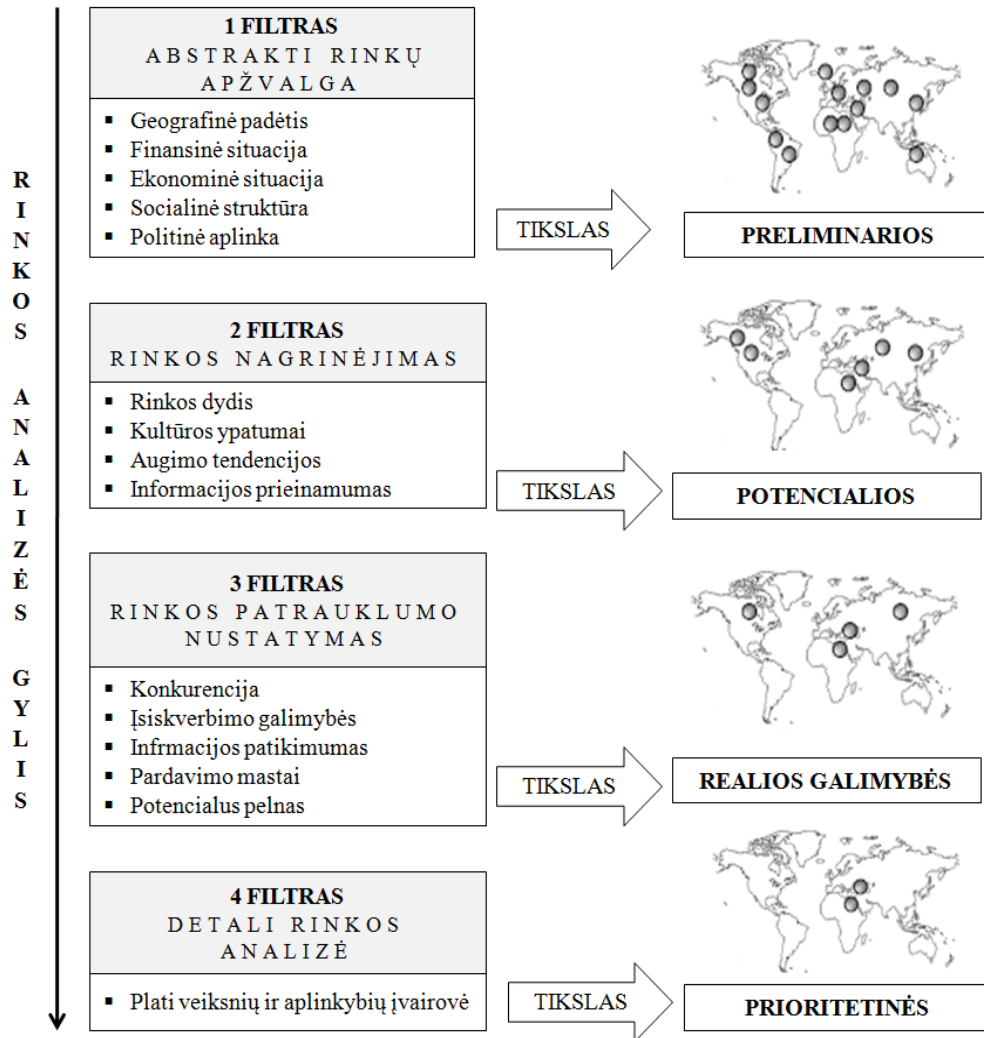 RINKOS ANALIZĖS GYLIS
1 FILTRAS
ABSTRAKTI RINKŲ
APŽVALGA
▪ Geografinė padėtis
▪ Finansinė situacija
▪ Ekonominė situacija
▪ Socialinė struktūra
▪ Politinė aplinka
TIKSLAS
PRELIMINARIOS
2 FILTRAS
RINKOS NAGRINĖJIMAS
▪ Rinkos dydis
▪ Kultūros ypatumai
▪ Augimo tendencijos
▪ Informacijos prieinamumas
TIKSLAS
POTENCIALIOS
3 FILTRAS
RINKOS PATRAUKLUMO
NUSTATYMAS
▪ Konkurencija
▪ Įsiskverbimo galimybės
▪ Infrmacijos patikimumas
▪ Pardavimo mastai
▪ Potencialus pelnas
TIKSLAS
REALIOS GALIMYBĖS
4 FILTRAS
DETALI RINKOS
ANALIZĖ
▪ Plati veiksnių ir aplinkybių įvairovė
TIKSLAS
PRIORITETINĖS